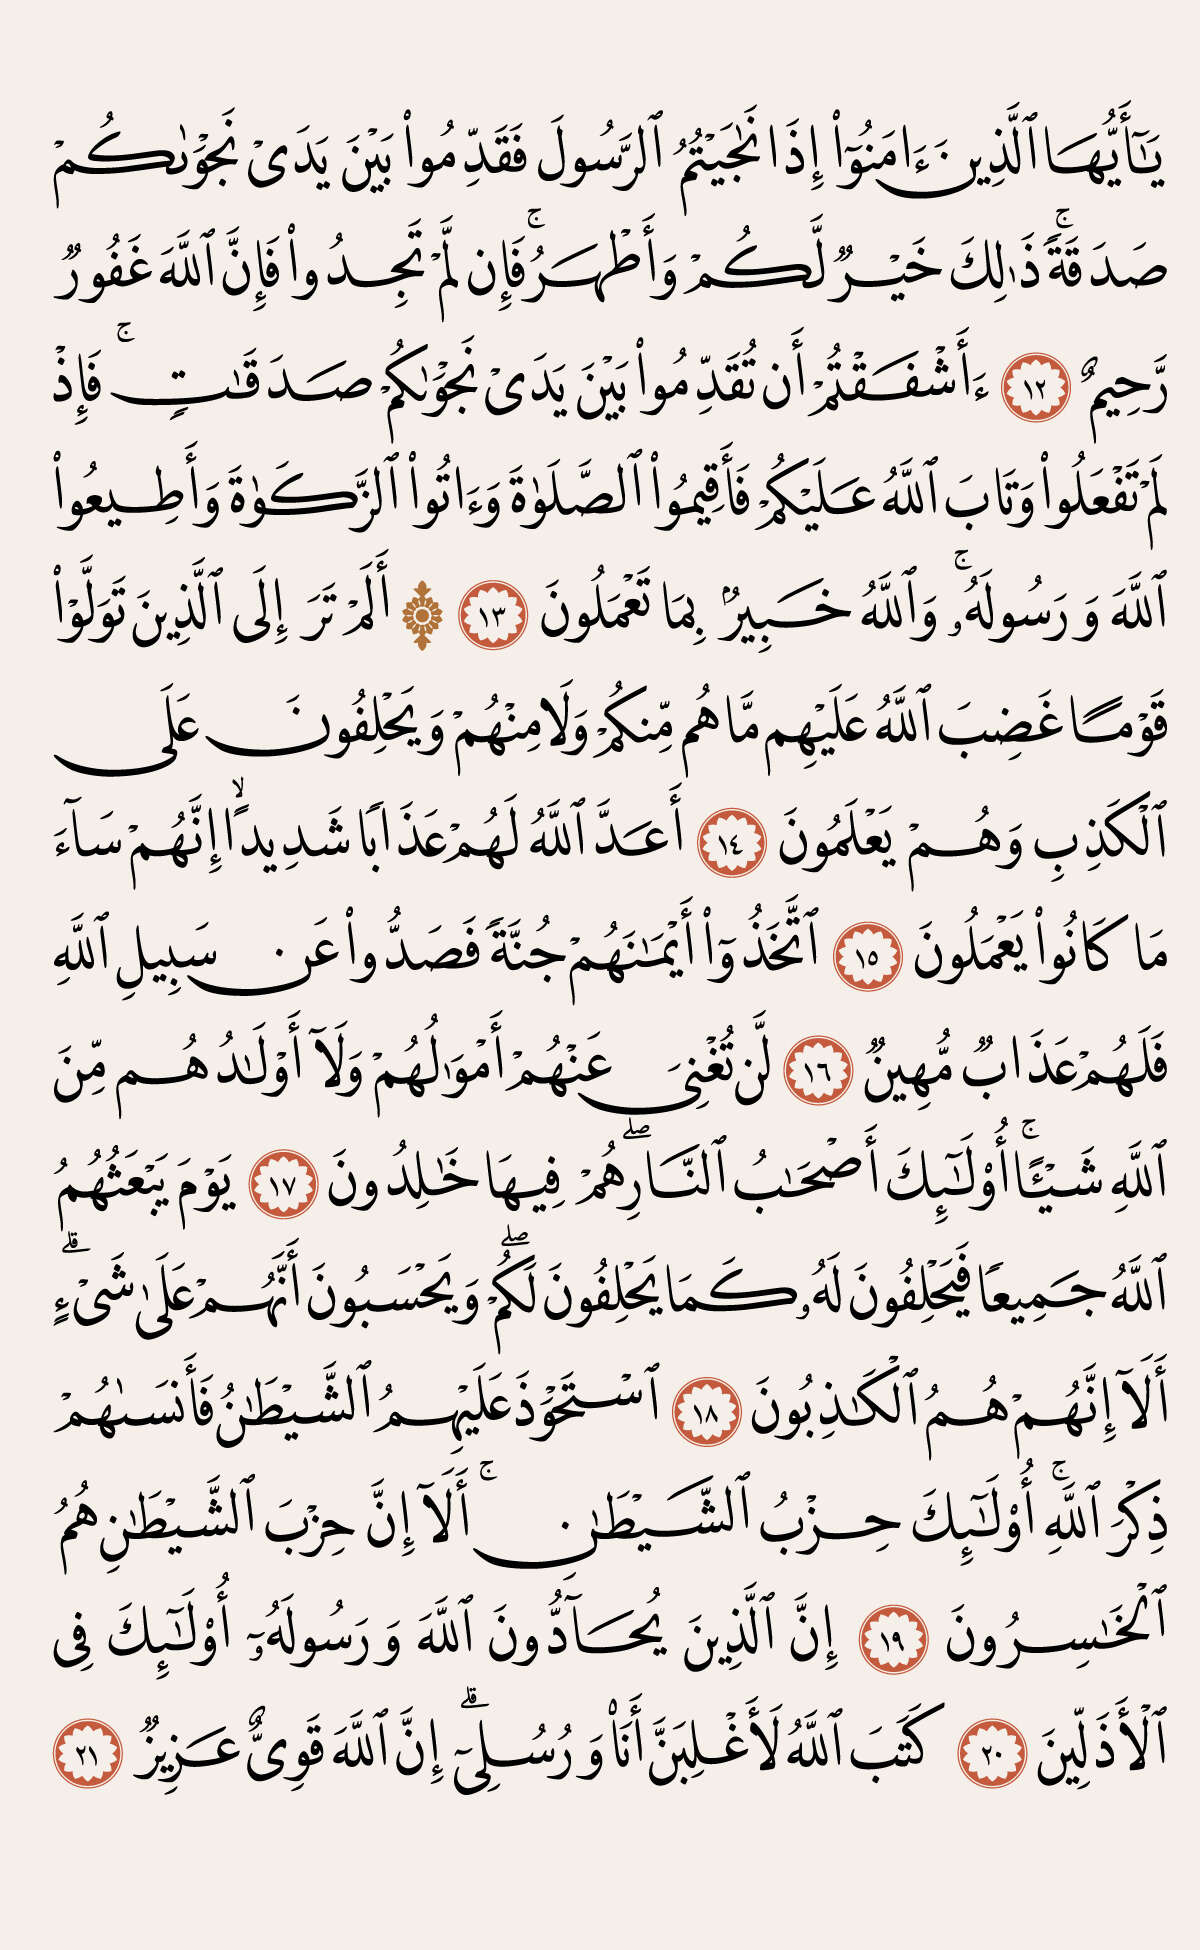 يَـٰٓأَيُّهَا ٱلَّذِينَ ءَامَنُوٓا۟ إِذَا نَـٰجَيْتُمُ ٱلرَّسُولَ فَقَدِّمُوا۟ بَيْنَ يَدَىْ نَجْوَىٰكُمْ
صَدَقَةً ۚ ذَٰلِكَ خَيْرٌ لَّكُمْ وَأَطْهَرُ ۚ فَإِن لَّمْ تَجِدُوا۟ فَإِنَّ ٱللَّهَ غَفُورٌ
رَّحِيمٌ ١٢ ءَأَشْفَقْتُمْ أَن تُقَدِّمُوا۟ بَيْنَ يَدَىْ نَجْوَىٰكُمْ صَدَقَـٰتٍ ۚ فَإِذْ
لَمْ تَفْعَلُوا۟ وَتَابَ ٱللَّهُ عَلَيْكُمْ فَأَقِيمُوا۟ ٱلصَّلَوٰةَ وَءَاتُوا۟ ٱلزَّكَوٰةَ وَأَطِيعُوا۟
ٱللَّهَ وَرَسُولَهُۥ ۚ وَٱللَّهُ خَبِيرٌۢ بِمَا تَعْمَلُونَ ١٣ ۞ أَلَمْ تَرَ إِلَى ٱلَّذِينَ تَوَلَّوْا۟
قَوْمًا غَضِبَ ٱللَّهُ عَلَيْهِم مَّا هُم مِّنكُمْ وَلَا مِنْهُمْ وَيَحْلِفُونَ عَلَى
ٱلْكَذِبِ وَهُمْ يَعْلَمُونَ ١٤ أَعَدَّ ٱللَّهُ لَهُمْ عَذَابًا شَدِيدًا ۙ إِنَّهُمْ سَآءَ
مَا كَانُوا۟ يَعْمَلُونَ ١٥ ٱتَّخَذُوٓا۟ أَيْمَـٰنَهُمْ جُنَّةً فَصَدُّوا۟ عَن سَبِيلِ ٱللَّهِ
فَلَهُمْ عَذَابٌ مُّهِينٌ ١٦ لَّن تُغْنِىَ عَنْهُمْ أَمْوَٰلُهُمْ وَلَآ أَوْلَـٰدُهُم مِّنَ
ٱللَّهِ شَيْـًٔا ۚ أُو۟لَـٰٓئِكَ أَصْحَـٰبُ ٱلنَّارِ ۖ هُمْ فِيهَا خَـٰلِدُونَ ١٧ يَوْمَ يَبْعَثُهُمُ
ٱللَّهُ جَمِيعًا فَيَحْلِفُونَ لَهُۥ كَمَا يَحْلِفُونَ لَكُمْ ۖ وَيَحْسَبُونَ أَنَّهُمْ عَلَىٰ شَىْءٍ ۗ
أَلَآ إِنَّهُمْ هُمُ ٱلْكَـٰذِبُونَ ١٨ ٱسْتَحْوَذَ عَلَيْهِمُ ٱلشَّيْطَـٰنُ فَأَنسَىٰهُمْ
ذِكْرَ ٱللَّهِ ۚ أُو۟لَـٰٓئِكَ حِزْبُ ٱلشَّيْطَـٰنِ ۚ أَلَآ إِنَّ حِزْبَ ٱلشَّيْطَـٰنِ هُمُ
ٱلْخَـٰسِرُونَ ١٩ إِنَّ ٱلَّذِينَ يُحَآدُّونَ ٱللَّهَ وَرَسُولَهُۥٓ أُو۟لَـٰٓئِكَ فِى
ٱلْأَذَلِّينَ ٢٠ كَتَبَ ٱللَّهُ لَأَغْلِبَنَّ أَنَا۠ وَرُسُلِىٓ ۗ إِنَّ ٱللَّهَ قَوِىٌّ عَزِيزٌ ٢١